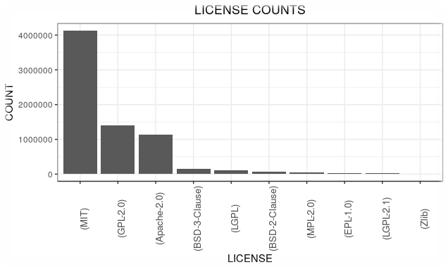 LICENSE COUNTS
COUNT
4000000
3000000
2000000
1000000
0
(MIT)
(GPL-2.0)
(Apache-2.0)
(BSD-3-Clause)
(LGPL)
(BSD-2-Clause)
(MPL-2.0)
(EPL-1.0)
(LGPL-2.1)
(Zlib)
LICENSE